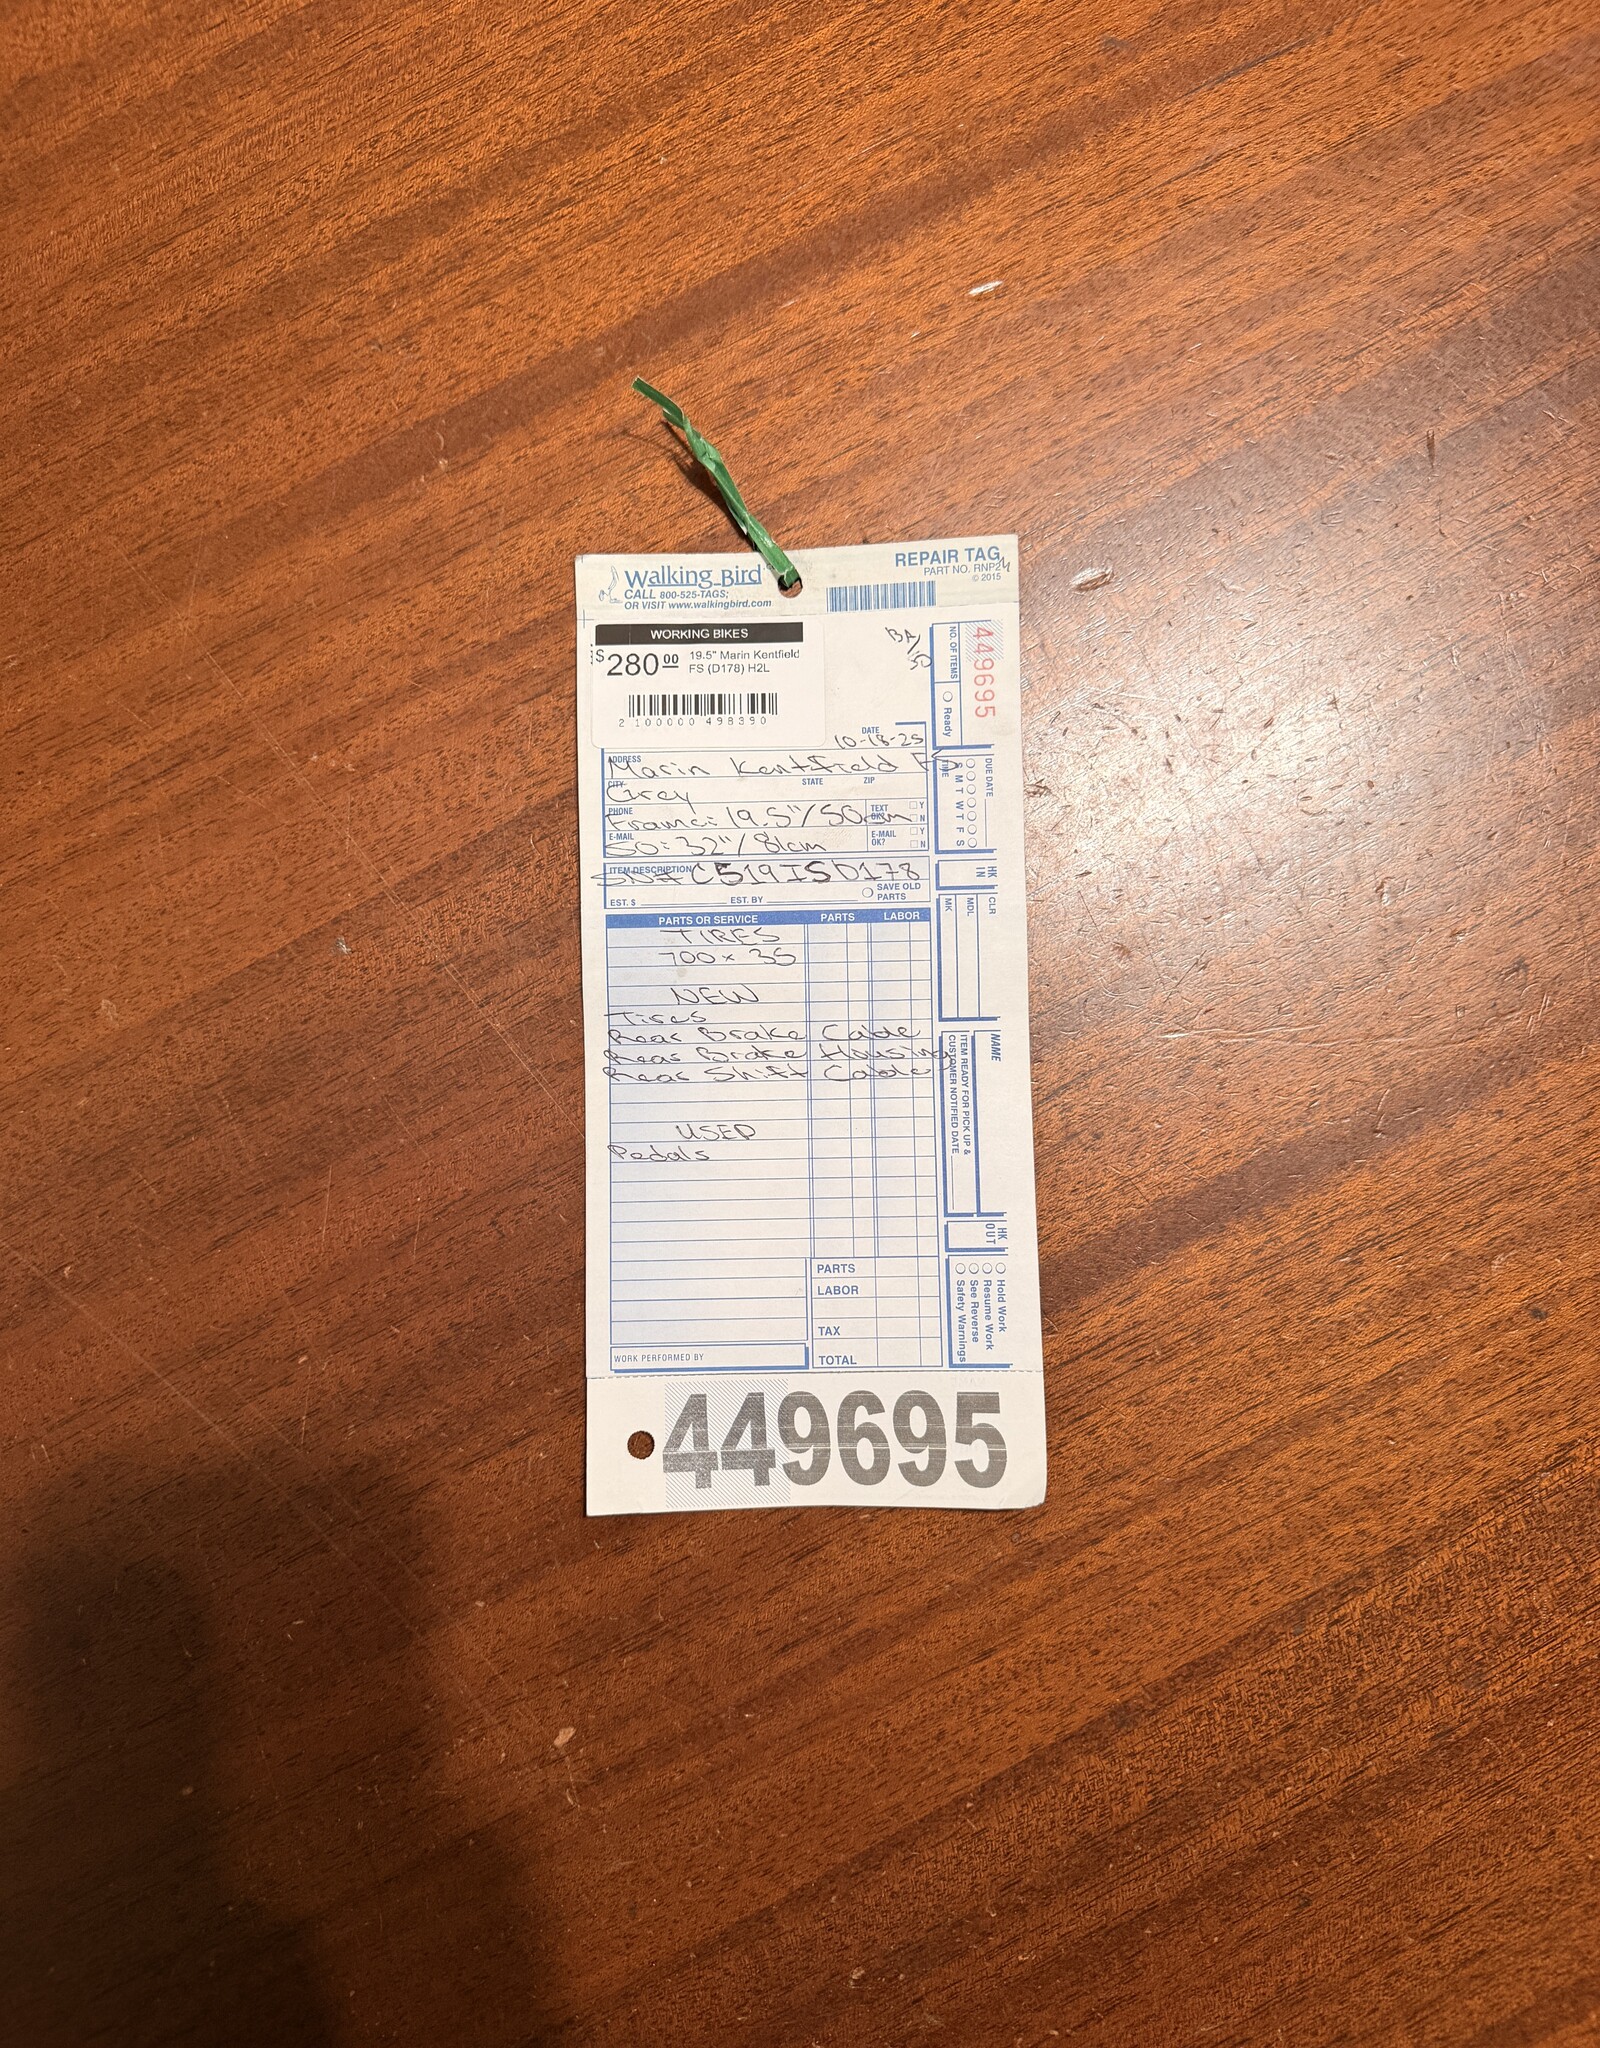 Walking Bird
CALL 800-525-TAGS;
OR VISIT www.walkingbird.com
REPAIR TAG
PART NO. RNP2
© 2015
WORKING BIKES
$280.00 19.5" Marin Kentfield
FS (D178) H2L
2 100000 498390
BA/JD
DATE
10-18-25
ADDRESS
Marin Kentfield FS
CITY STATE ZIP
Grey
PHONE
Frame: 19.5"/50cm
TEXT OK? Y N
E-MAIL
SO: 32"/81cm
E-MAIL OK? Y N
ITEM DESCRIPTION
SN# C519ISD178
EST. $ EST. BY SAVE OLD PARTS
PARTS OR SERVICE PARTS LABOR
TIRES
700 x 35
NEW
Tires
Rear Brake Cable
Rear Brake Housing
Rear Shift Cable
USED
Pedals
PARTS
LABOR
TAX
WORK PERFORMED BY TOTAL
449695
NO. OF ITEMS
Ready
DUE DATE
S M T W T F S
TIME
HK IN
CLR
MDL
MK
NAME
ITEM READY FOR PICK UP &
CUSTOMER NOTIFIED DATE
HK OUT
Hold Work
Resume Work
See Reverse
Safety Warnings
449695